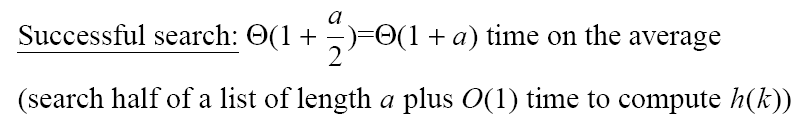 Successful search: Θ(1 + a/2)=Θ(1 + a) time on the average
(search half of a list of length a plus O(1) time to compute h(k))